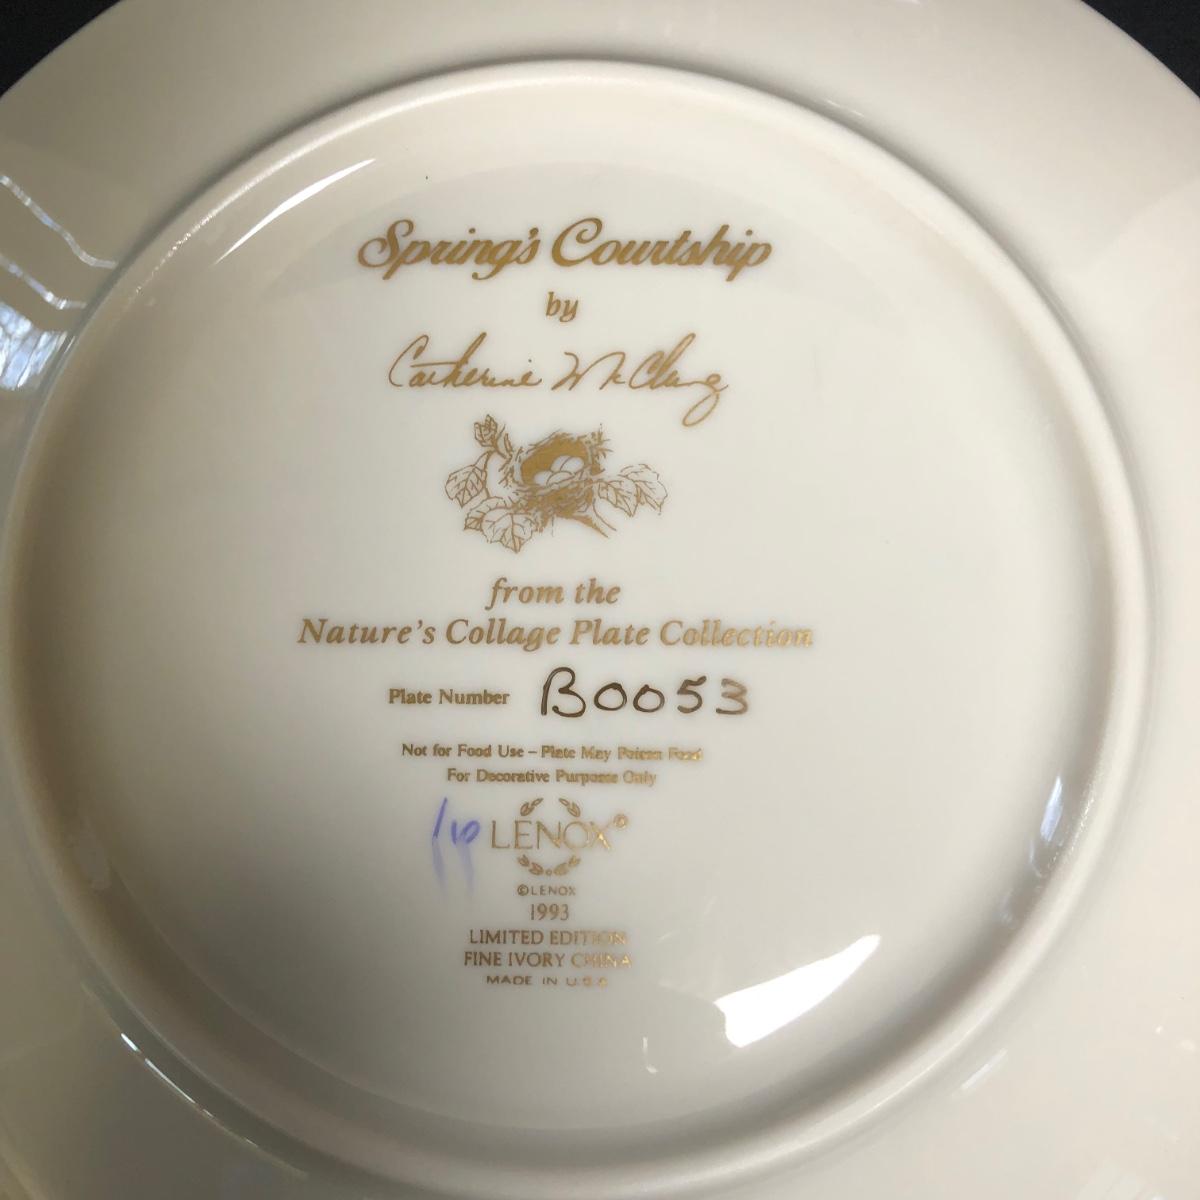 Spring's Courtship
by
Catherine McClung
from the
Nature's Collage Plate Collection
Plate Number B0053
Not for Food Use – Plate May Poison Food
For Decorative Purposes Only
LENOX®
©LENOX
1993
LIMITED EDITION
FINE IVORY CHINA
MADE IN U.S.A.